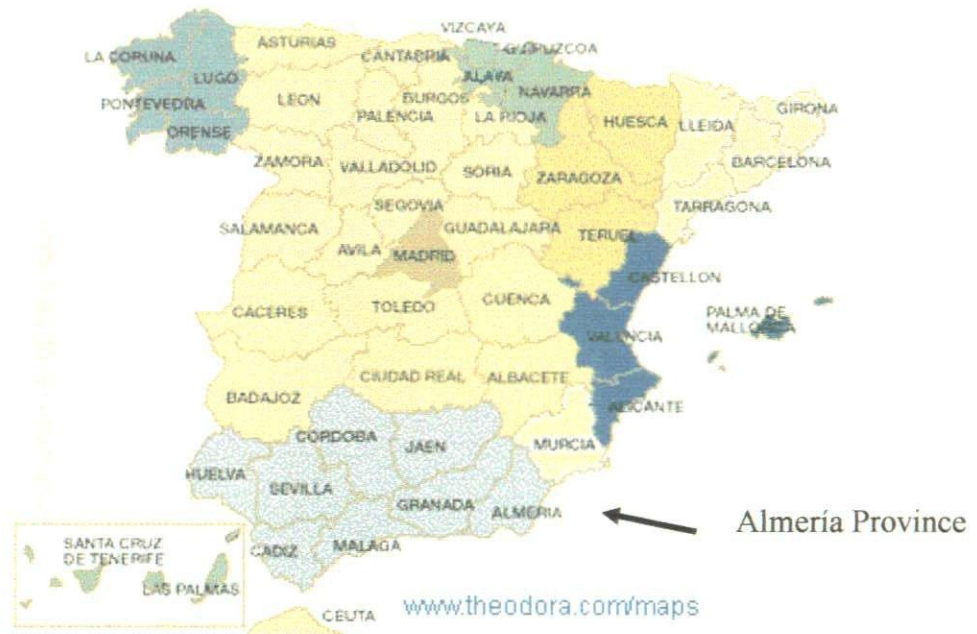 VIZCAYA
GUIPUZCOA
ASTURIAS
CANTABRIA
LA CORUNA
LUGO
ALAVA
NAVARRA
LEON
BURGOS
PALENCIA
LA RIOJA
PONTEVEDRA
ORENSE
HUESCA
LLEIDA
GIRONA
BARCELONA
ZAMORA
VALLADOLID
SORIA
ZARAGOZA
TARRAGONA
SEGOVIA
SALAMANCA
GUADALAJARA
AVILA
MADRID
TERUEL
CASTELLON
CACERES
TOLEDO
CUENCA
VALENCIA
PALMA DE
MALLORCA
CIUDAD REAL
ALBACETE
BADAJOZ
ALICANTE
CORDOBA
JAEN
MURCIA
HUELVA
SEVILLA
GRANADA
ALMERIA
Almería Province
CADIZ
MALAGA
SANTA CRUZ
DE TENERIFE
LAS PALMAS
www.theodora.com/maps
CEUTA